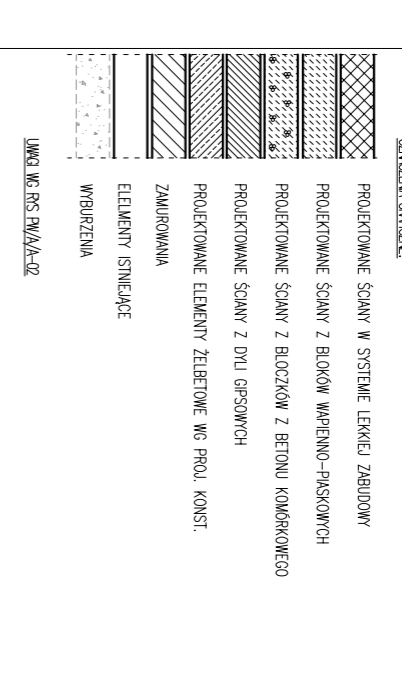 PROJEKTOWANE ŚCIANY W SYSTEMIE LEKKIEJ ZABUDOWY
PROJEKTOWANE ŚCIANY Z BLOKÓW WAPIENNO-PIASKOWYCH
PROJEKTOWANE ŚCIANY Z BLOCZKÓW Z BETONU KOMÓRKOWEGO
PROJEKTOWANE ŚCIANY Z DYLI GIPSOWYCH
PROJEKTOWANE ELEMENTY ŻELBETOWE WG PROJ. KONST.
ZAMUROWANIA
ELELMENTY ISTNIEJĄCE
WYBURZENIA
UWAGI WG RYS PW/A/A-02